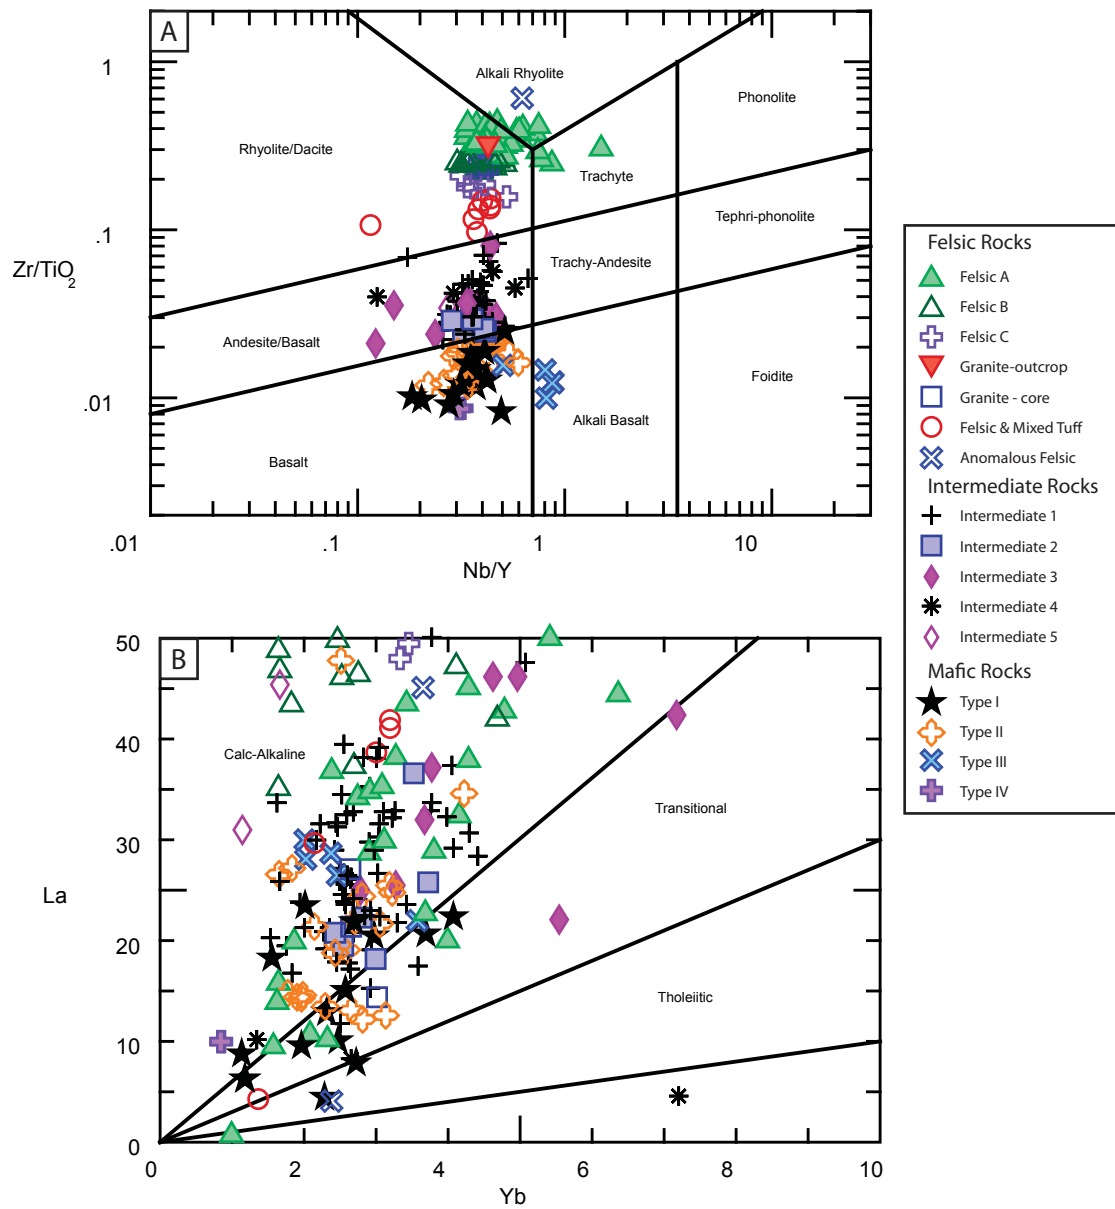 A
1
.1
.01
Zr/TiO2
Alkali Rhyolite
Phonolite
Rhyolite/Dacite
Trachyte
Tephri-phonolite
Trachy-Andesite
Andesite/Basalt
Foidite
Alkali Basalt
Basalt
.01
.1
1
10
Nb/Y
B
50
40
30
20
10
0
La
Calc-Alkaline
Transitional
Tholeiitic
0
2
4
6
8
10
Yb
Felsic Rocks
Felsic A
Felsic B
Felsic C
Granite-outcrop
Granite - core
Felsic & Mixed Tuff
Anomalous Felsic
Intermediate Rocks
Intermediate 1
Intermediate 2
Intermediate 3
Intermediate 4
Intermediate 5
Mafic Rocks
Type I
Type II
Type III
Type IV